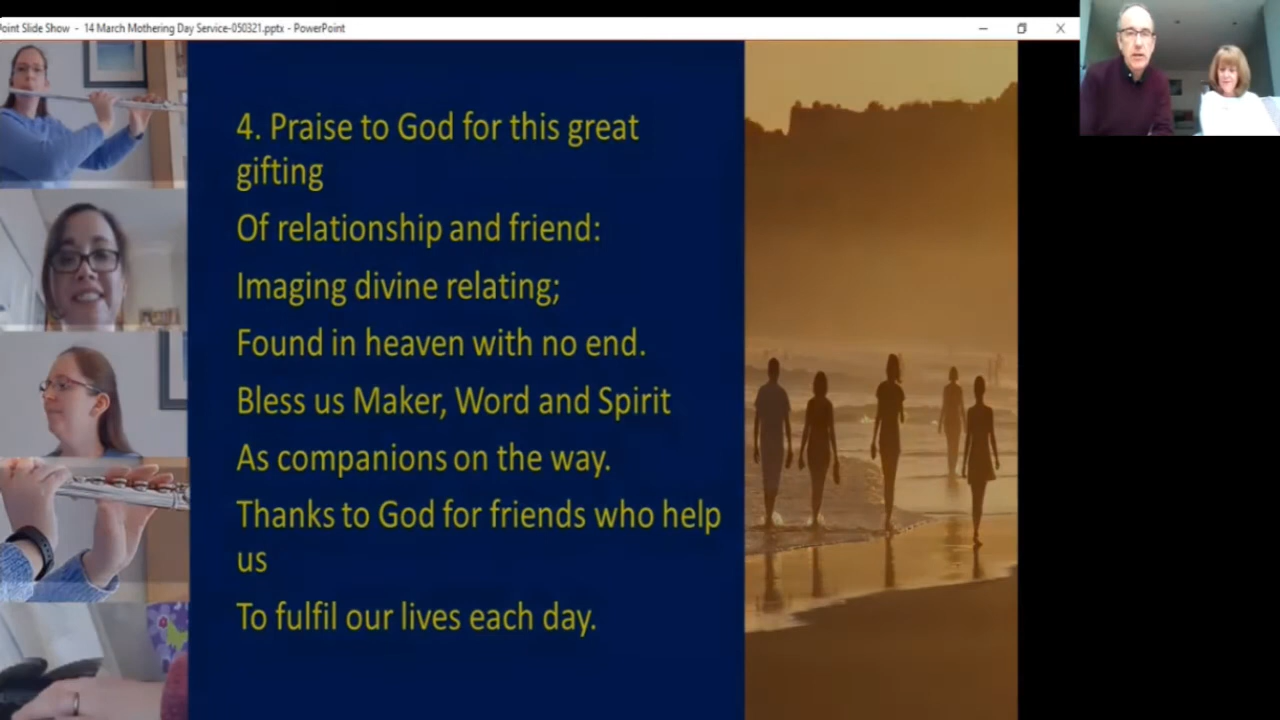 Point Slide Show - 14 March Mothering Day Service-050321.pptx - PowerPoint
4. Praise to God for this great
gifting
Of relationship and friend:
Imaging divine relating;
Found in heaven with no end.
Bless us Maker, Word and Spirit
As companions on the way.
Thanks to God for friends who help
us
To fulfil our lives each day.